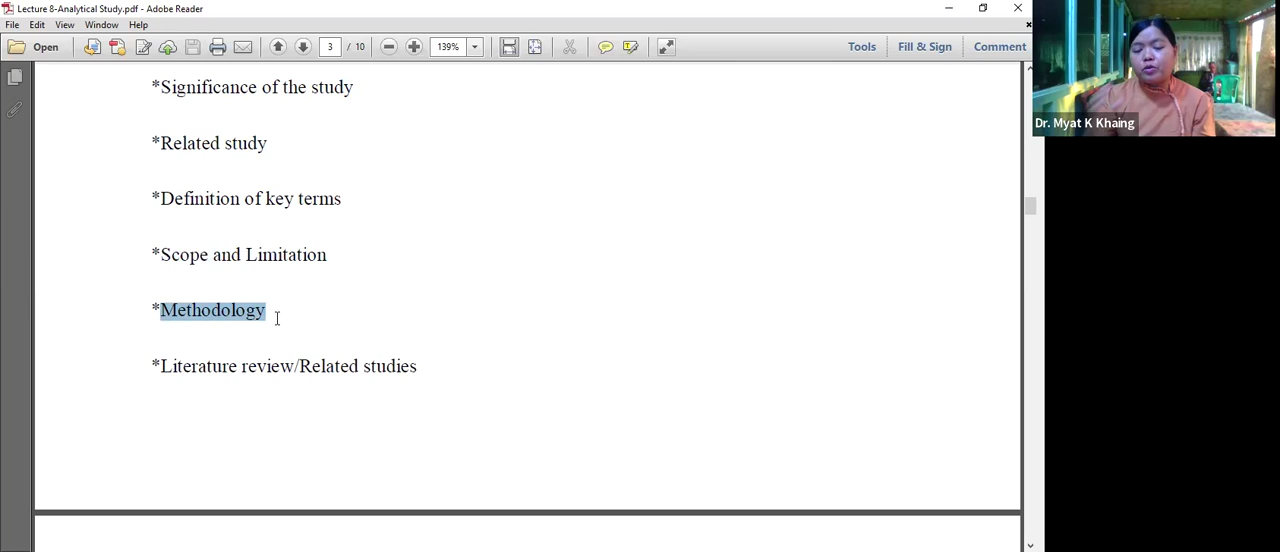 Lecture 8-Analytical Study.pdf - Adobe Reader
File Edit View Window Help
Open 3 / 10 139% Tools Fill & Sign Comment
*Significance of the study
*Related study
*Definition of key terms
*Scope and Limitation
*Methodology
*Literature review/Related studies
Dr. Myat K Khaing